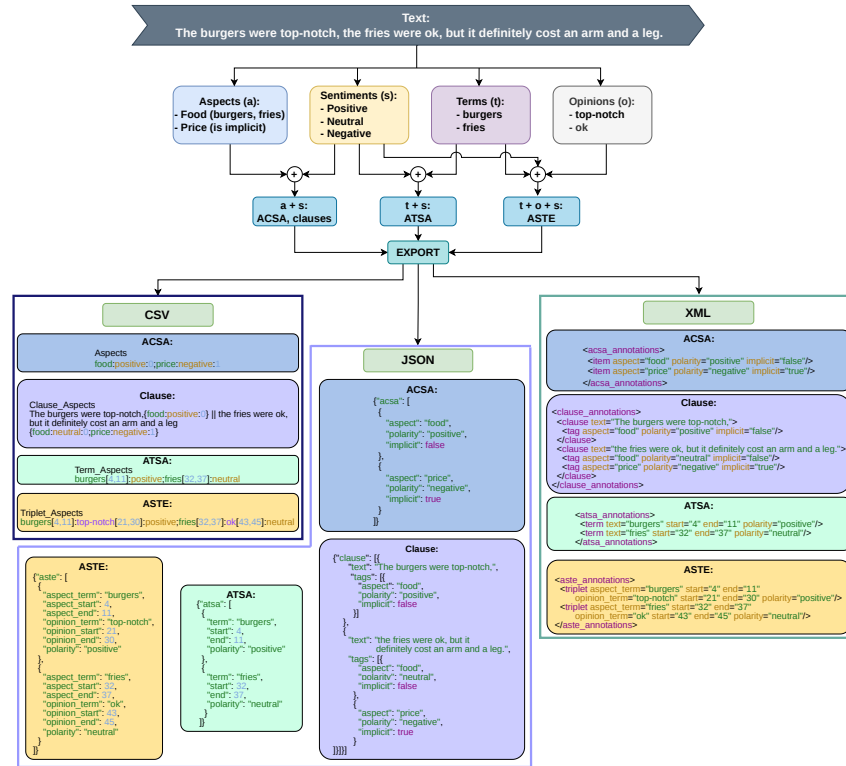 Text:
The burgers were top-notch, the fries were ok, but it definitely cost an arm and a leg.
Aspects (a):
- Food (burgers, fries)
- Price (is implicit)
Sentiments (s):
- Positive
- Neutral
- Negative
Terms (t):
- burgers
- fries
Opinions (o):
- top-notch
- ok
+
+
+
a + s:
ACSA, clauses
t + s:
ATSA
t + o + s:
ASTE
EXPORT
CSV
ACSA:
Aspects
food:positive:0;price:negative:1
Clause:
Clause_Aspects
The burgers were top-notch,{food:positive:0} || the fries were ok,
but it definitely cost an arm and a leg
{food:neutral:0;price:negative:1}
ATSA:
Term_Aspects
burgers[4,11]:positive;fries[32,37]:neutral
ASTE:
Triplet_Aspects
burgers[4,11]:top-notch[21,30]:positive;fries[32,37]:ok[43,45]:neutral
JSON
ACSA:
{"acsa": [
{
"aspect": "food",
"polarity": "positive",
"implicit": false
},
{
"aspect": "price",
"polarity": "negative",
"implicit": true
}
]}
Clause:
{"clause": [{
"text": "The burgers were top-notch,",
"tags": [{
"aspect": "food",
"polarity": "positive",
"implicit": false
}]
},
{
"text": "the fries were ok, but it
definitely cost an arm and a leg.",
"tags": [{
"aspect": "food",
"polarity": "neutral",
"implicit": false
},
{
"aspect": "price",
"polarity": "negative",
"implicit": true
}
]}]}]
ASTE:
{"aste": [
{
"aspect_term": "burgers",
"aspect_start": 4,
"aspect_end": 11,
"opinion_term": "top-notch",
"opinion_start": 21,
"opinion_end": 30,
"polarity": "positive"
},
{
"aspect_term": "fries",
"aspect_start": 32,
"aspect_end": 37,
"opinion_term": "ok",
"opinion_start": 43,
"opinion_end": 45,
"polarity": "neutral"
}
]}
ATSA:
{"atsa": [
{
"term": "burgers",
"start": 4,
"end": 11,
"polarity": "positive"
},
{
"term": "fries",
"start": 32,
"end": 37,
"polarity": "neutral"
}
]}
XML
ACSA:
<acsa_annotations>
<item aspect="food" polarity="positive" implicit="false"/>
<item aspect="price" polarity="negative" implicit="true"/>
</acsa_annotations>
Clause:
<clause_annotations>
<clause text="The burgers were top-notch,">
<tag aspect="food" polarity="positive" implicit="false"/>
</clause>
<clause text="the fries were ok, but it definitely cost an arm and a leg.">
<tag aspect="food" polarity="neutral" implicit="false"/>
<tag aspect="price" polarity="negative" implicit="true"/>
</clause>
</clause_annotations>
ATSA:
<atsa_annotations>
<term text="burgers" start="4" end="11" polarity="positive"/>
<term text="fries" start="32" end="37" polarity="neutral"/>
</atsa_annotations>
ASTE:
<aste_annotations>
<triplet aspect_term="burgers" start="4" end="11"
opinion_term="top-notch" start="21" end="30" polarity="positive"/>
<triplet aspect_term="fries" start="32" end="37"
opinion_term="ok" start="43" end="45" polarity="neutral"/>
</aste_annotations>